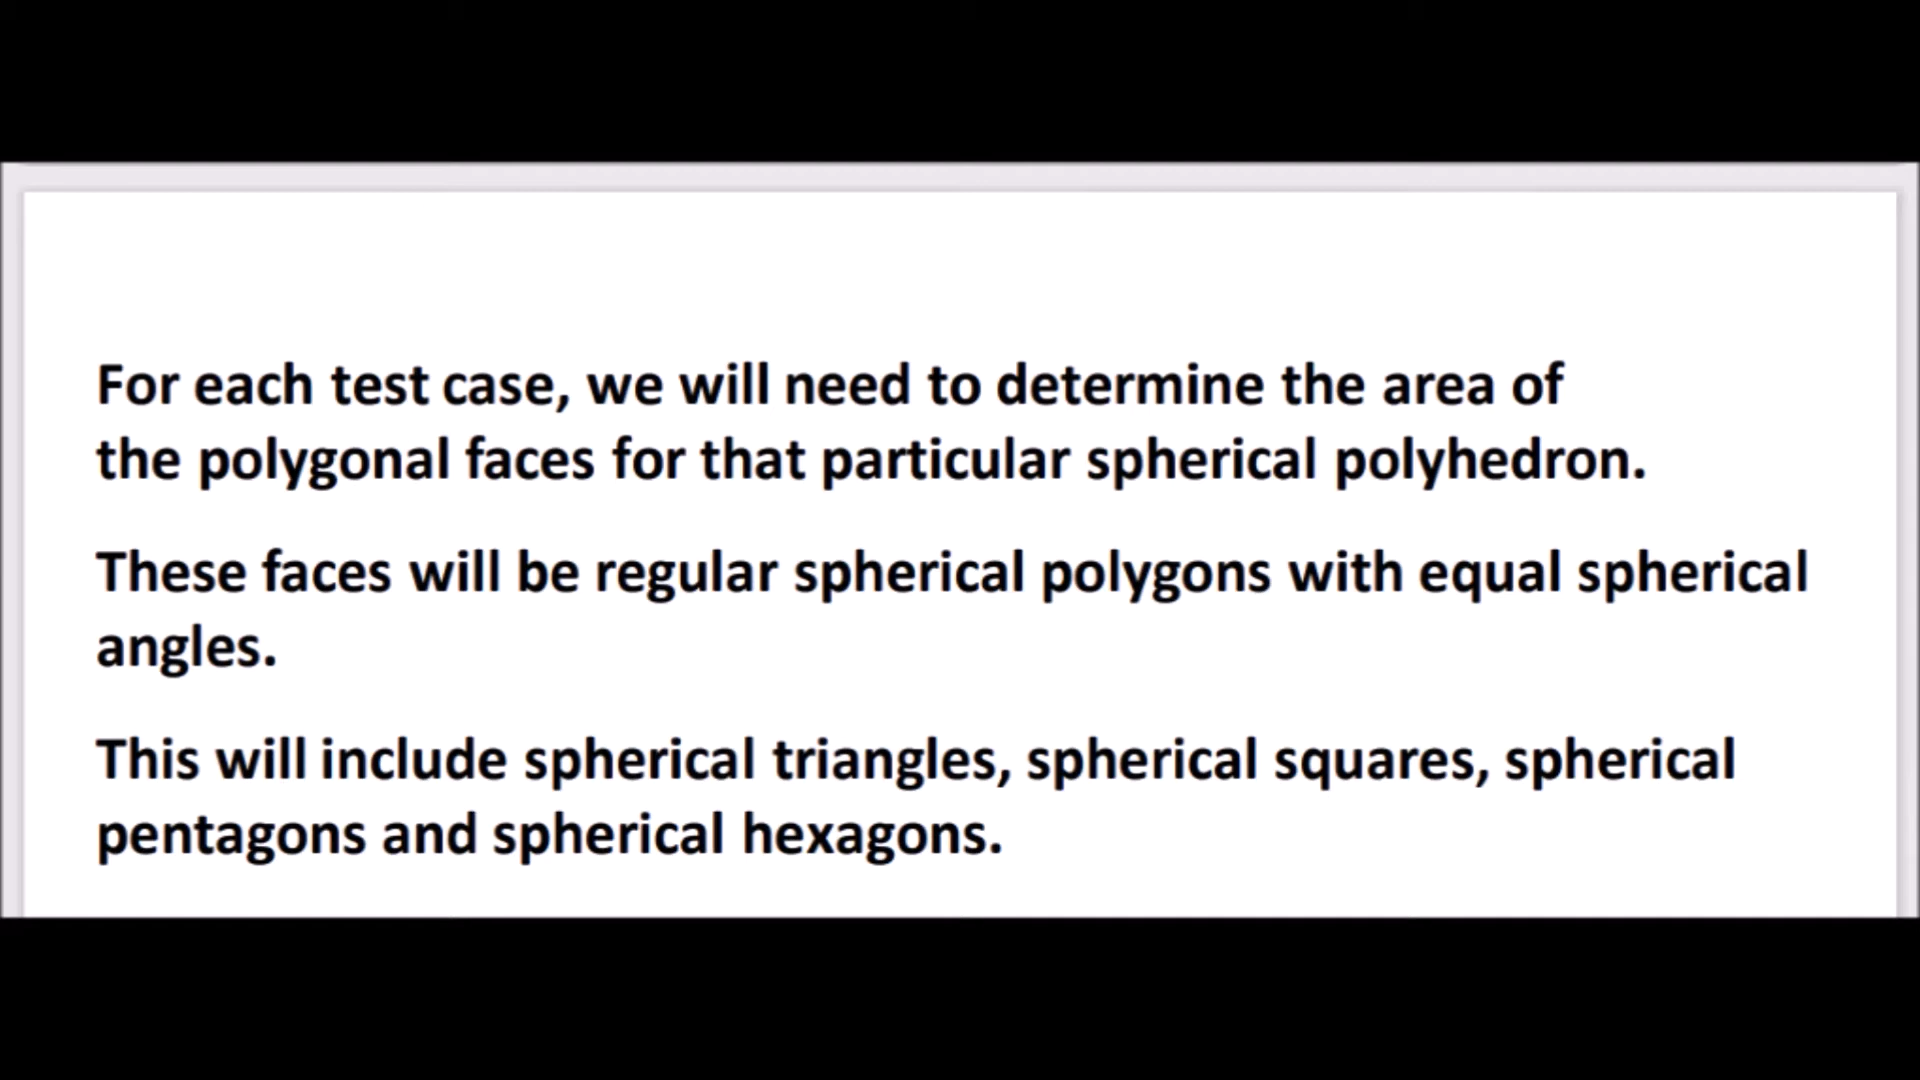 For each test case, we will need to determine the area of
the polygonal faces for that particular spherical polyhedron.
These faces will be regular spherical polygons with equal spherical
angles.
This will include spherical triangles, spherical squares, spherical
pentagons and spherical hexagons.